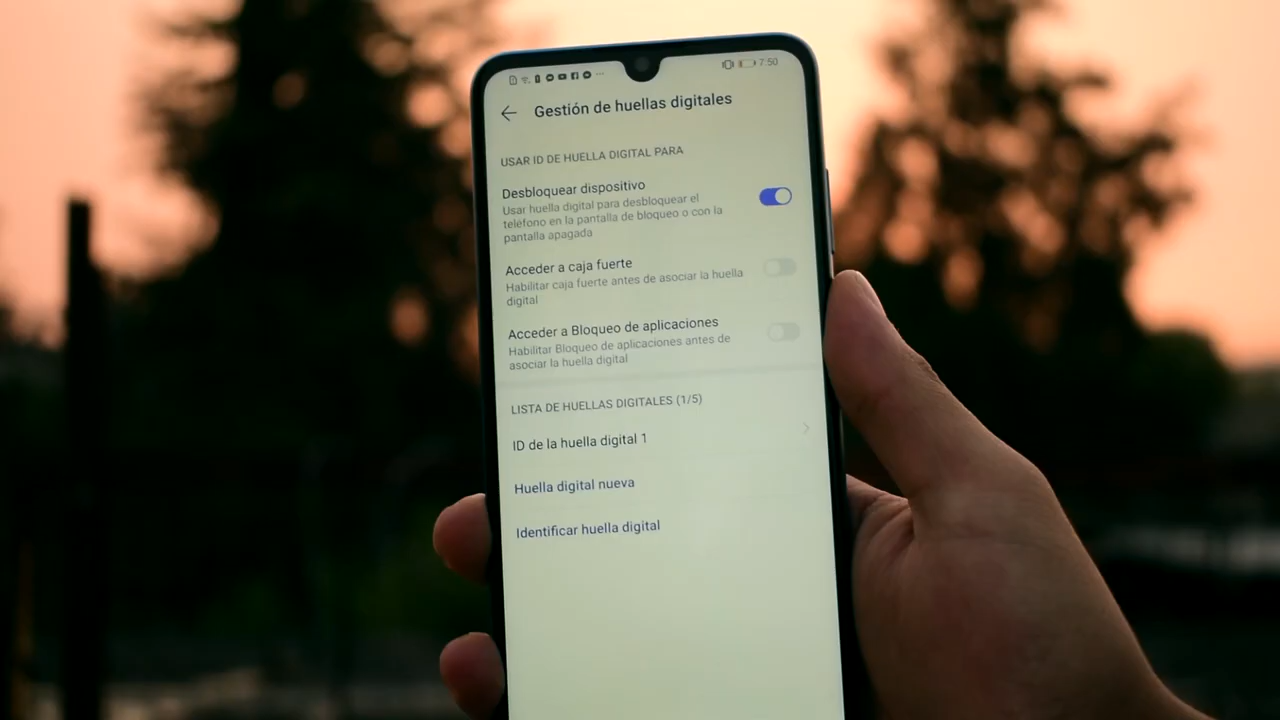 7:50
Gestión de huellas digitales
USAR ID DE HUELLA DIGITAL PARA
Desbloquear dispositivo
Usar huella digital para desbloquear el
teléfono en la pantalla de bloqueo o con la
pantalla apagada
Acceder a caja fuerte
Habilitar caja fuerte antes de asociar la huella
digital
Acceder a Bloqueo de aplicaciones
Habilitar Bloqueo de aplicaciones antes de
asociar la huella digital
LISTA DE HUELLAS DIGITALES (1/5)
ID de la huella digital 1
Huella digital nueva
Identificar huella digital